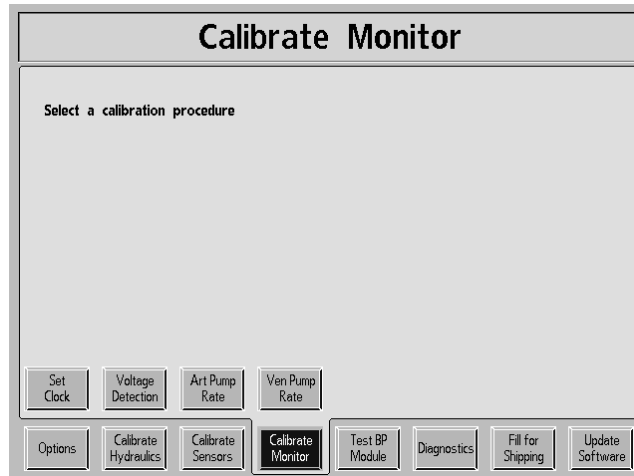 Calibrate Monitor
Select a calibration procedure
Set
Clock
Voltage
Detection
Art Pump
Rate
Ven Pump
Rate
Options
Calibrate
Hydraulics
Calibrate
Sensors
Calibrate
Monitor
Test BP
Module
Diagnostics
Fill for
Shipping
Update
Software